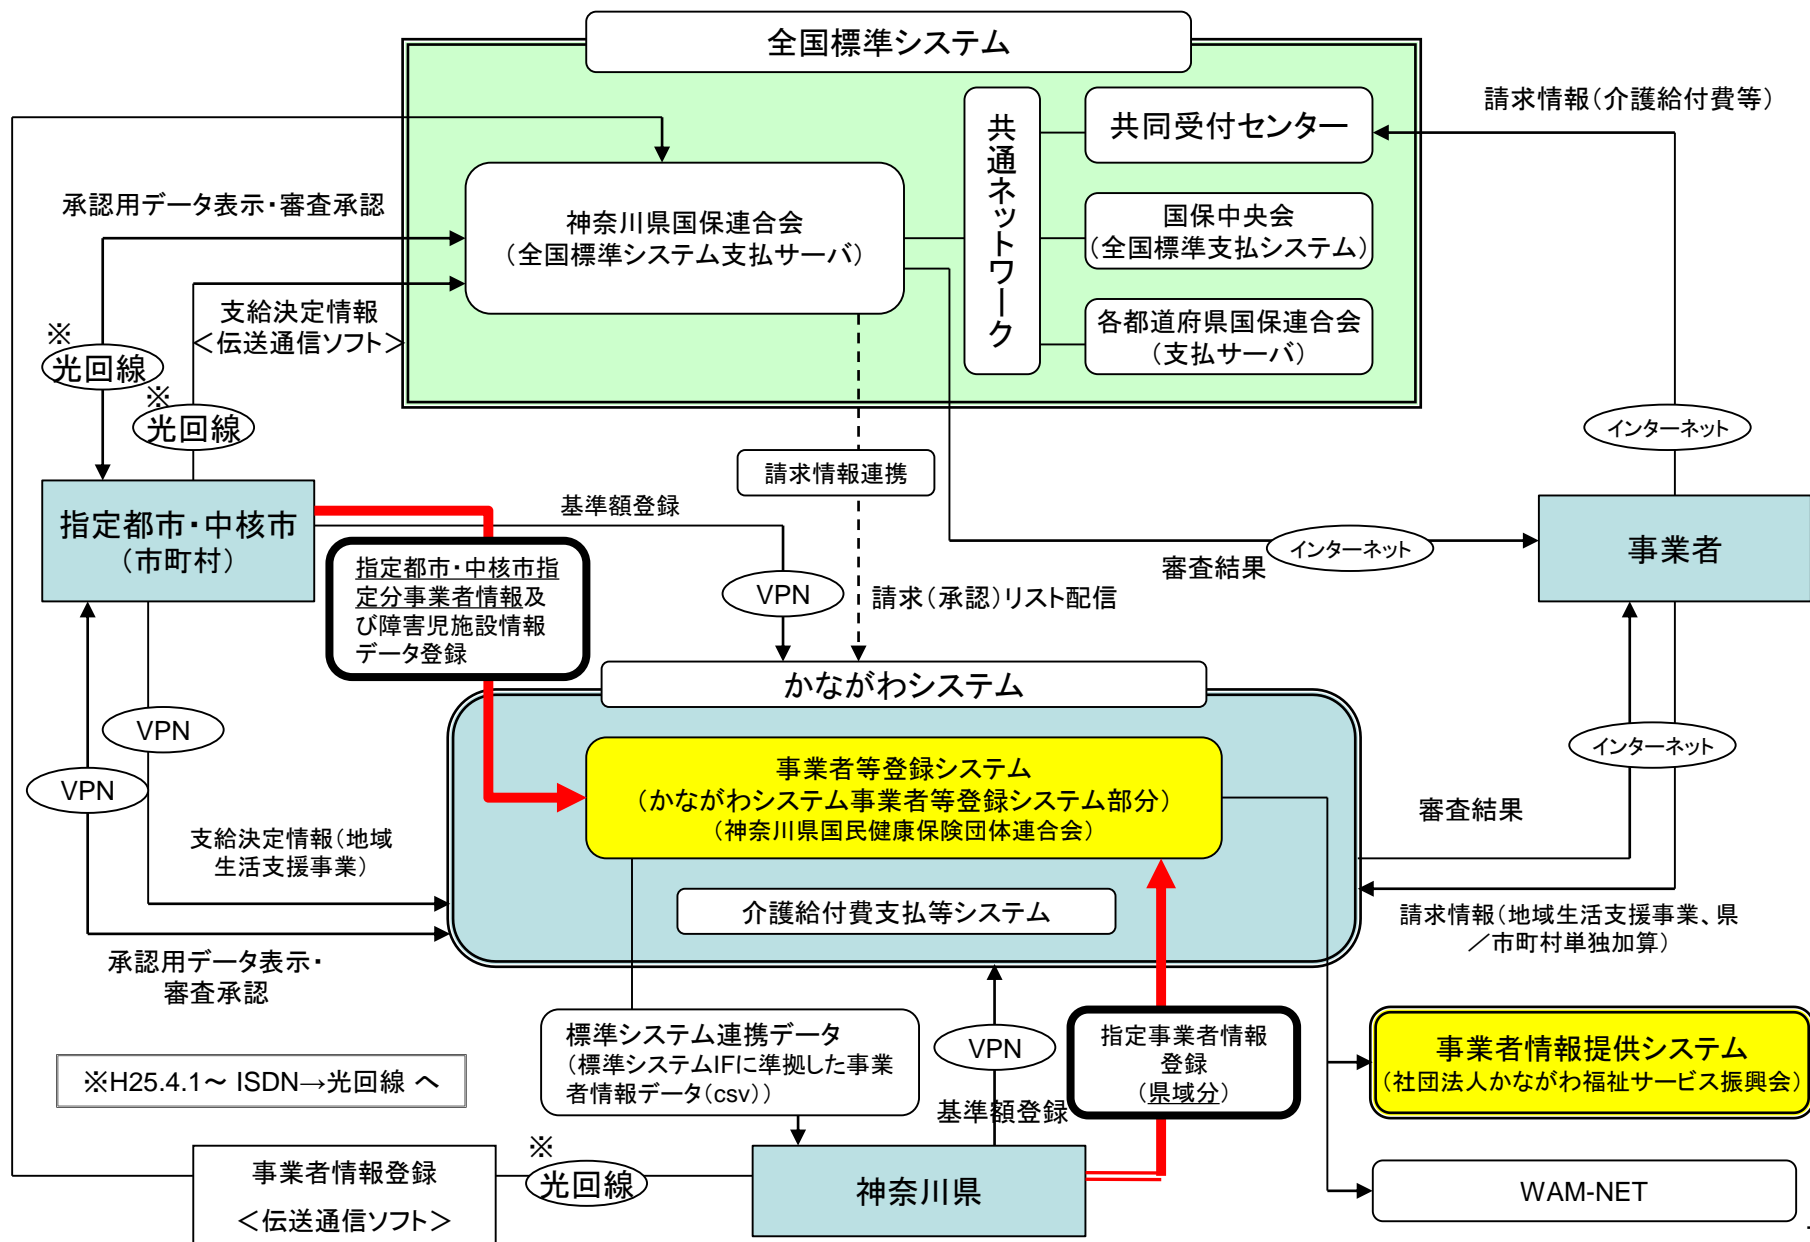 全国標準システム
請求情報（介護給付費等）
共同受付センター
共通ネットワーク
承認用データ表示・審査承認
神奈川県国保連合会
（全国標準システム支払サーバ）
国保中央会
（全国標準支払システム）
支給決定情報
＜伝送通信ソフト＞
各都道府県国保連合会
（支払サーバ）
※
光回線
※
光回線
インターネット
請求情報連携
指定都市・中核市
（市町村）
基準額登録
事業者
インターネット
審査結果
指定都市・中核市指
定分事業者情報及
び障害児施設情報
データ登録
VPN
請求（承認）リスト配信
かながわシステム
VPN
インターネット
事業者等登録システム
（かながわシステム事業者等登録システム部分）
（神奈川県国民健康保険団体連合会）
VPN
審査結果
支給決定情報（地域
生活支援事業）
介護給付費支払等システム
請求情報（地域生活支援事業、県
／市町村単独加算）
承認用データ表示・
審査承認
標準システム連携データ
（標準システムIFに準拠した事業
者情報データ（csv））
VPN
指定事業者情報
登録
（県域分）
事業者情報提供システム
（社団法人かながわ福祉サービス振興会）
※H25.4.1～ ISDN→光回線 へ
基準額登録
事業者情報登録
＜伝送通信ソフト＞
※
光回線
神奈川県
WAM-NET